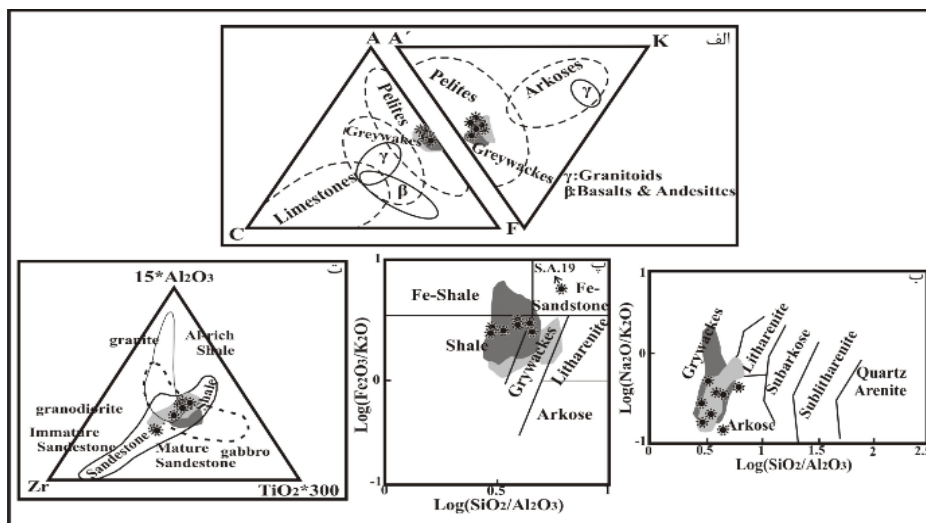 الف
A A´ K
Pelites
Greywakes
γ
β
Limestones
C
Pelites
Arkoses
γ
Greywackes
F
γ:Granitoids
β:Basalts & Andesittes
ت
15*Al2O3
granite
Al-rich
Shale
granodiorite
Shale
Immature
Sandestone
Sandestone
Mature
Sandestone
gabbro
Zr
TiO2*300
پ
1
S.A.19
Fe-Shale
Fe-
Sandstone
Shale
Grywackes
Litharenite
Arkose
Log(Fe2O3/K2O)
0
-1
0.5
1
Log(SiO2/Al2O3)
ب
1
Grywackes
Litharenite
Subarkose
Sublitharenite
Quartz
Arenite
Arkose
Log(Na2O/K2O)
0
-1
0 0.5 1 1.5 2 2.5
Log(SiO2/Al2O3)